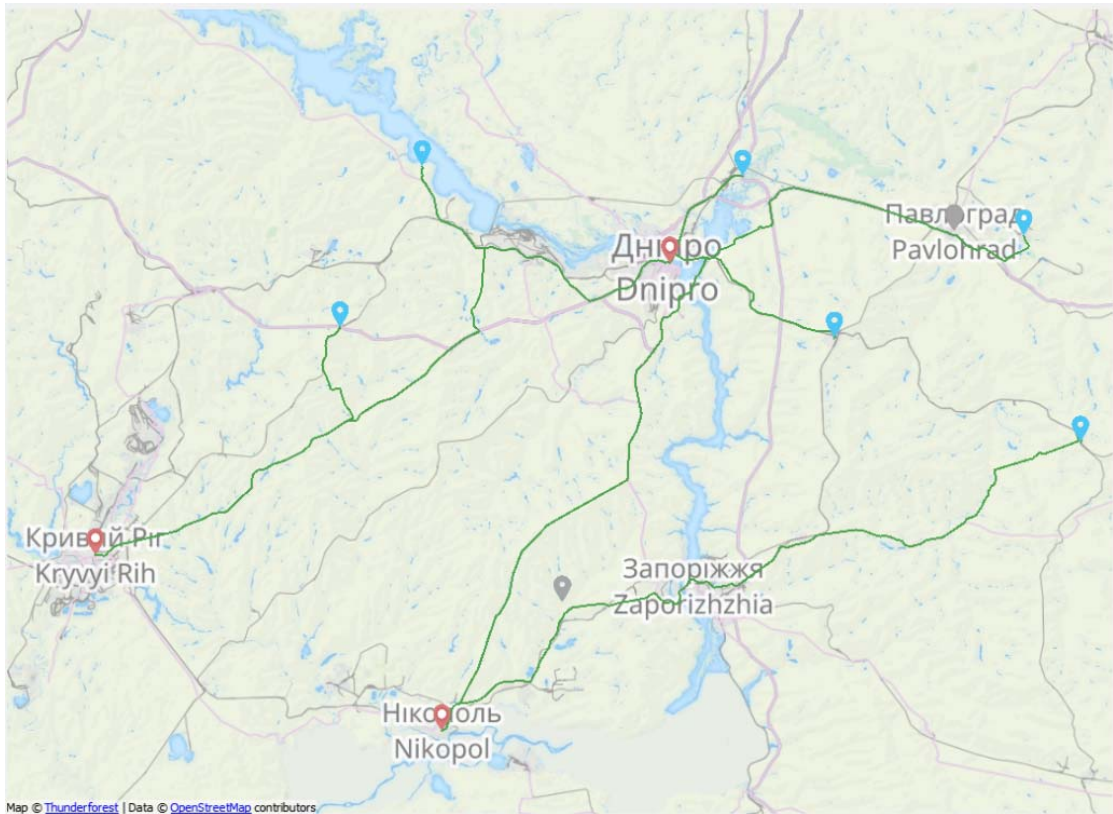 Павлоград
Pavlohrad
Дніпро
Dnipro
Кривий Ріг
Kryvyi Rih
Запоріжжя
Zaporizhzhia
Нікополь
Nikopol
Map © Thunderforest | Data © OpenStreetMap contributors